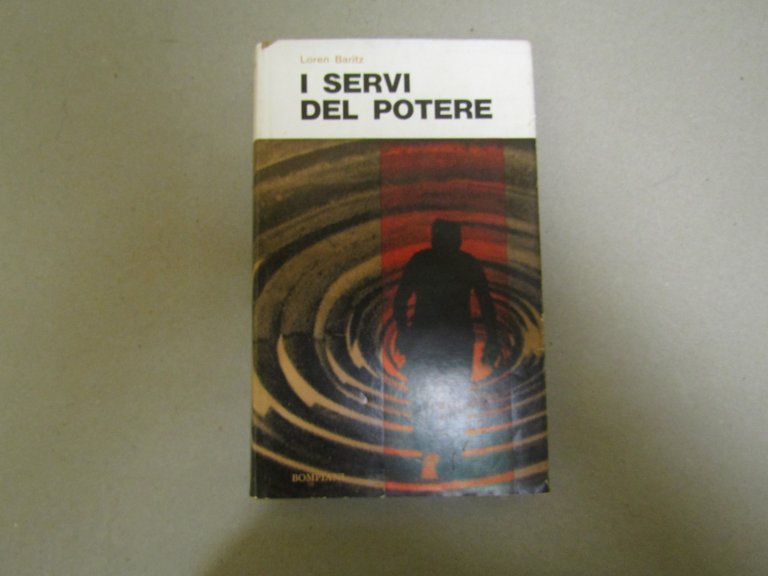 Loren Baritz
I SERVI
DEL POTERE
BOMPIANI